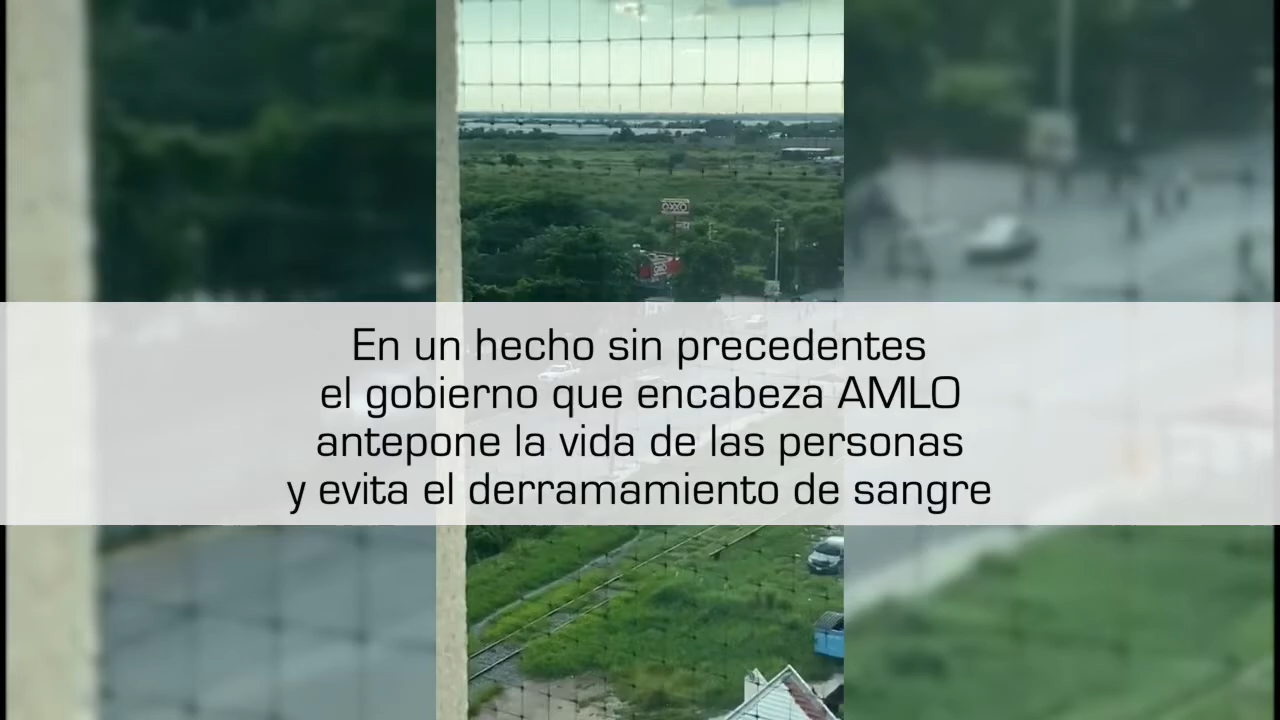 En un hecho sin precedentes
el gobierno que encabeza AMLO
antepone la vida de las personas
y evita el derramamiento de sangre